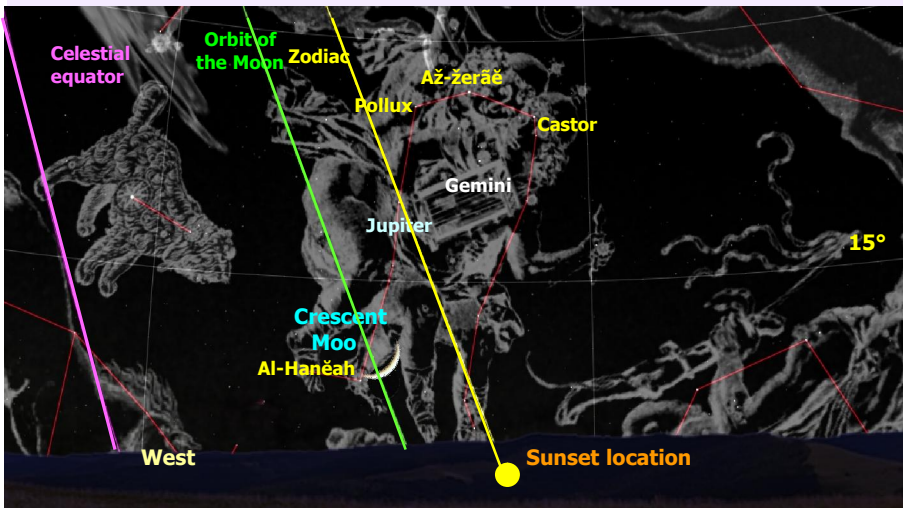 Celestial
equator
Orbit of
the Moon
Zodiac
Až-žerãĕ
Pollux
Castor
Gemini
Jupiter
15°
Crescent
Moo
Al-Hanĕah
West
Sunset location